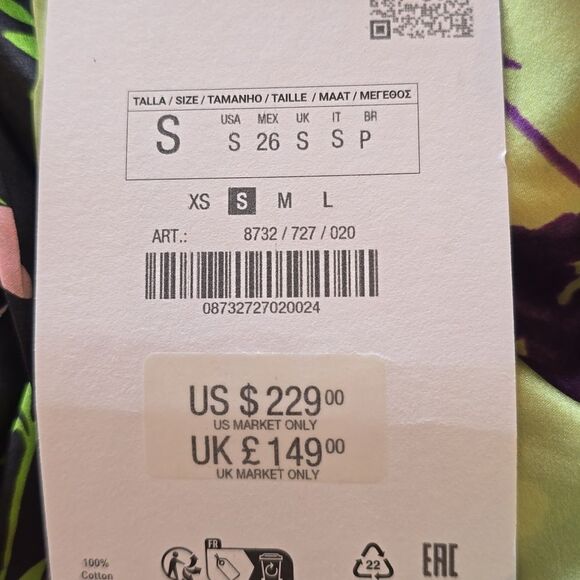 TALLA / SIZE / TAMANHO / TAILLE / MAAT / ΜΕΓΕΘΟΣ
S
USA MEX UK IT BR
S 26 S S P
XS S M L
ART.: 8732 / 727 / 020
08732727020024
US $ 229 00
US MARKET ONLY
UK £ 149 00
UK MARKET ONLY
FR
100%
Cotton
22
EAC